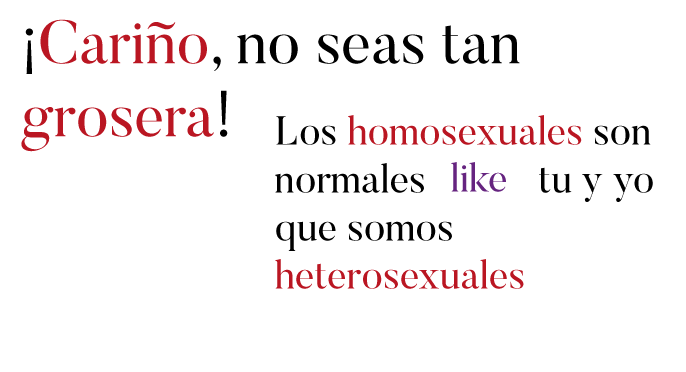 ¡Cariño, no seas tan
grosera!
Los homosexuales son
normales like tu y yo
que somos
heterosexuales